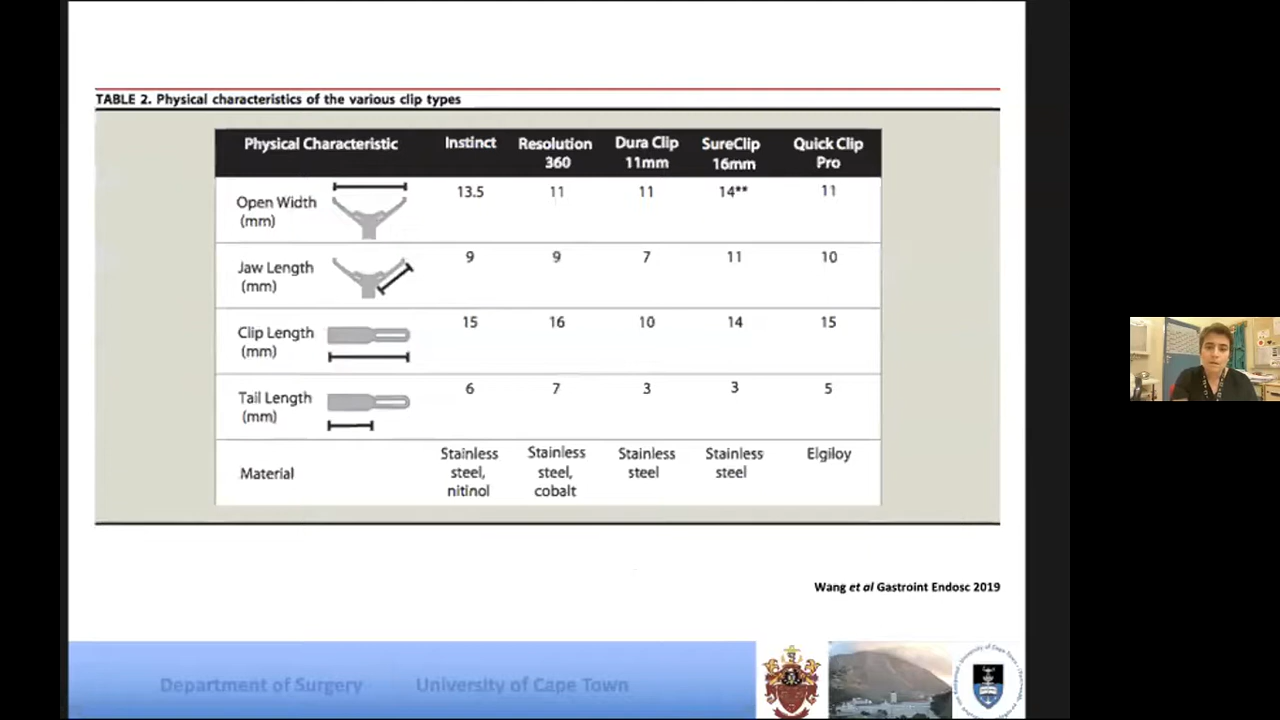 TABLE 2. Physical characteristics of the various clip types
Physical Characteristic
Instinct
Resolution 360
Dura Clip 11mm
SureClip 16mm
Quick Clip Pro
Open Width (mm)
13.5
11
11
14**
11
Jaw Length (mm)
9
9
7
11
10
Clip Length (mm)
15
16
10
14
15
Tail Length (mm)
6
7
3
3
5
Material
Stainless steel, nitinol
Stainless steel, cobalt
Stainless steel
Stainless steel
Elgiloy
Wang et al Gastroint Endosc 2019
Department of Surgery University of Cape Town
University of Cape Town